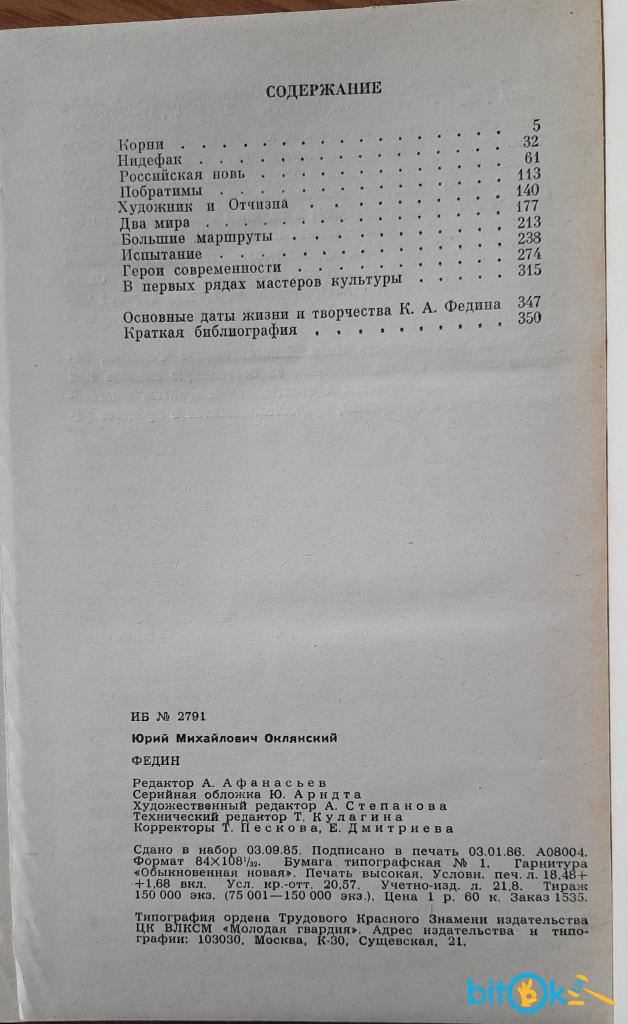 СОДЕРЖАНИЕ
Корни . . . . . . . . . . . . . . . . . 5
Нидефак . . . . . . . . . . . . . . . . 32
Российская новь . . . . . . . . . . . . . 61
Побратимы . . . . . . . . . . . . . . . 113
Художник и Отчизна . . . . . . . . . . . 140
Два мира . . . . . . . . . . . . . . . . 177
Большие маршруты . . . . . . . . . . . . 213
Испытание . . . . . . . . . . . . . . . 238
Герои современности . . . . . . . . . . . 274
В первых рядах мастеров культуры . . . . . 315
Основные даты жизни и творчества К. А. Федина 347
Краткая библиография . . . . . . . . . . 350
ИБ № 2791
Юрий Михайлович Оклянский
ФЕДИН
Редактор А. Афанасьев
Серийная обложка Ю. Арндта
Художественный редактор А. Степанова
Технический редактор Т. Кулагина
Корректоры Т. Пескова, Е. Дмитриева
Сдано в набор 03.09.85. Подписано в печать 03.01.86. А08004.
Формат 84×108¹/₃₂. Бумага типографская № 1. Гарнитура
«Обыкновенная новая». Печать высокая. Условн. печ. л. 18,48+
+1,68 вкл. Усл. кр.-отт. 20,57. Учетно-изд. л. 21,8. Тираж
150 000 экз. (75 001—150 000 экз.). Цена 1 р. 60 к. Заказ 1535.
Типография ордена Трудового Красного Знамени издательства
ЦК ВЛКСМ «Молодая гвардия». Адрес издательства и типо-
графии: 103030, Москва, К-30, Сущевская, 21.
bitOk